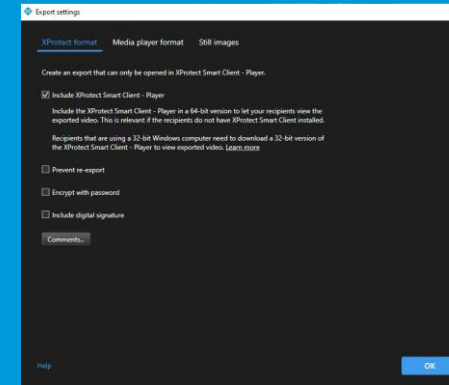 Export settings
XProtect format Media player format Still images
Create an export that can only be opened in XProtect Smart Client - Player.
Include XProtect Smart Client - Player
Include the XProtect Smart Client - Player in a 64-bit version to let your recipients view the
exported video. This is relevant if the recipients do not have XProtect Smart Client installed.
Recipients that are using a 32-bit Windows computer need to download a 32-bit version of
the XProtect Smart Client - Player to view exported video. Learn more
Prevent re-export
Encrypt with password
Include digital signature
Comments...
Help OK